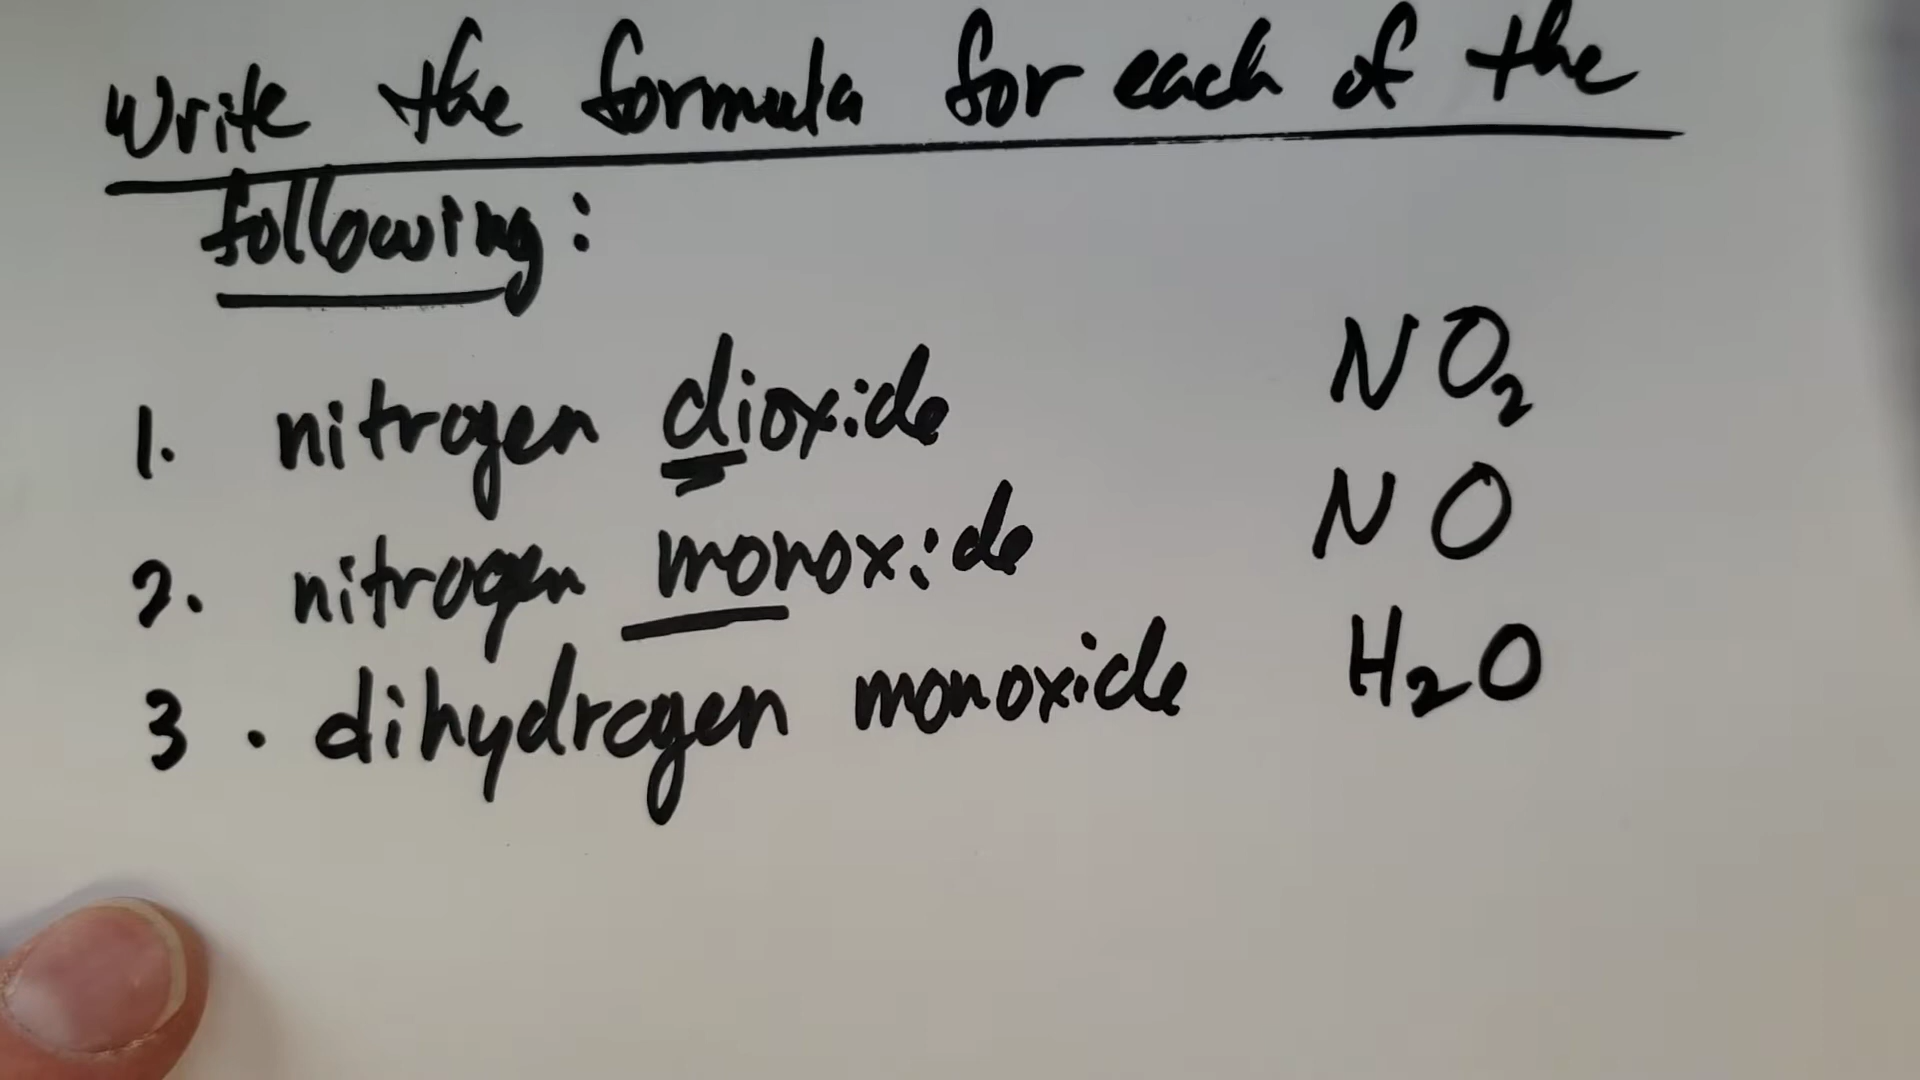 Write the formula for each of the
following:
1. nitrogen dioxide NO₂
2. nitrogen monoxide NO
3. dihydrogen monoxide H₂O